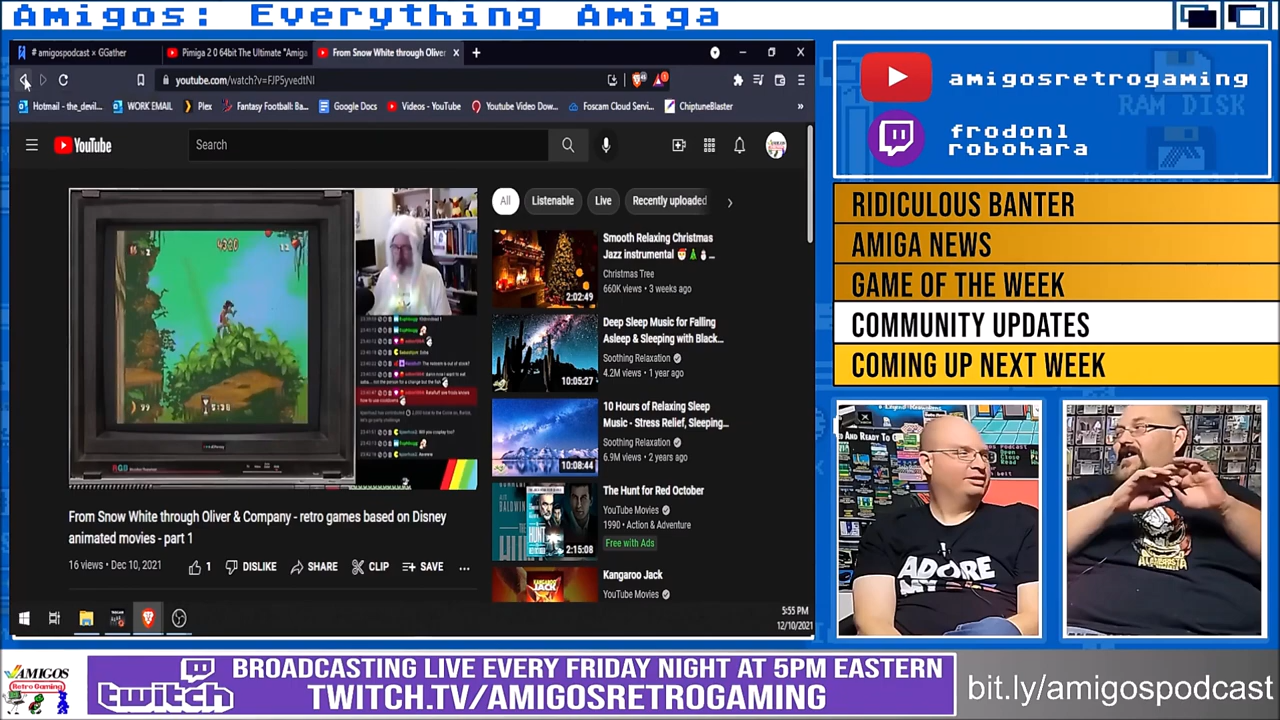 Amigos: Everything Amiga
# amigospodcast × GGather
Pimiga 2 0 64bit The Ultimate "Amiga
From Snow White through Oliver
youtube.com/watch?v=FJP5yvedtNI
Hotmail - the_devil...
WORK EMAIL
Plex
Fantasy Football: Ba...
Google Docs
Videos - YouTube
Youtube Video Dow...
Foscam Cloud Servi...
ChiptuneBlaster
YouTube
Search
All
Listenable
Live
Recently uploaded
Smooth Relaxing Christmas
Jazz instrumental
Christmas Tree
660K views • 3 weeks ago
2:02:49
Deep Sleep Music for Falling
Asleep & Sleeping with Black...
Soothing Relaxation
4.2M views • 1 year ago
10:05:27
10 Hours of Relaxing Sleep
Music - Stress Relief, Sleeping...
Soothing Relaxation
6.9M views • 2 years ago
10:08:44
The Hunt for Red October
YouTube Movies
1990 • Action & Adventure
Free with Ads
2:15:08
Kangaroo Jack
YouTube Movies
From Snow White through Oliver & Company - retro games based on Disney
animated movies - part 1
16 views • Dec 10, 2021
1
DISLIKE
SHARE
CLIP
SAVE
5:55 PM
12/10/2021
amigosretrogaming
RAM DISK
frodonl
robohara
RIDICULOUS BANTER
AMIGA NEWS
GAME OF THE WEEK
COMMUNITY UPDATES
COMING UP NEXT WEEK
ADORE
MY
AMIGOS
Retro Gaming
twitch
BROADCASTING LIVE EVERY FRIDAY NIGHT AT 5PM EASTERN
TWITCH.TV/AMIGOSRETROGAMING
bit.ly/amigospodcast